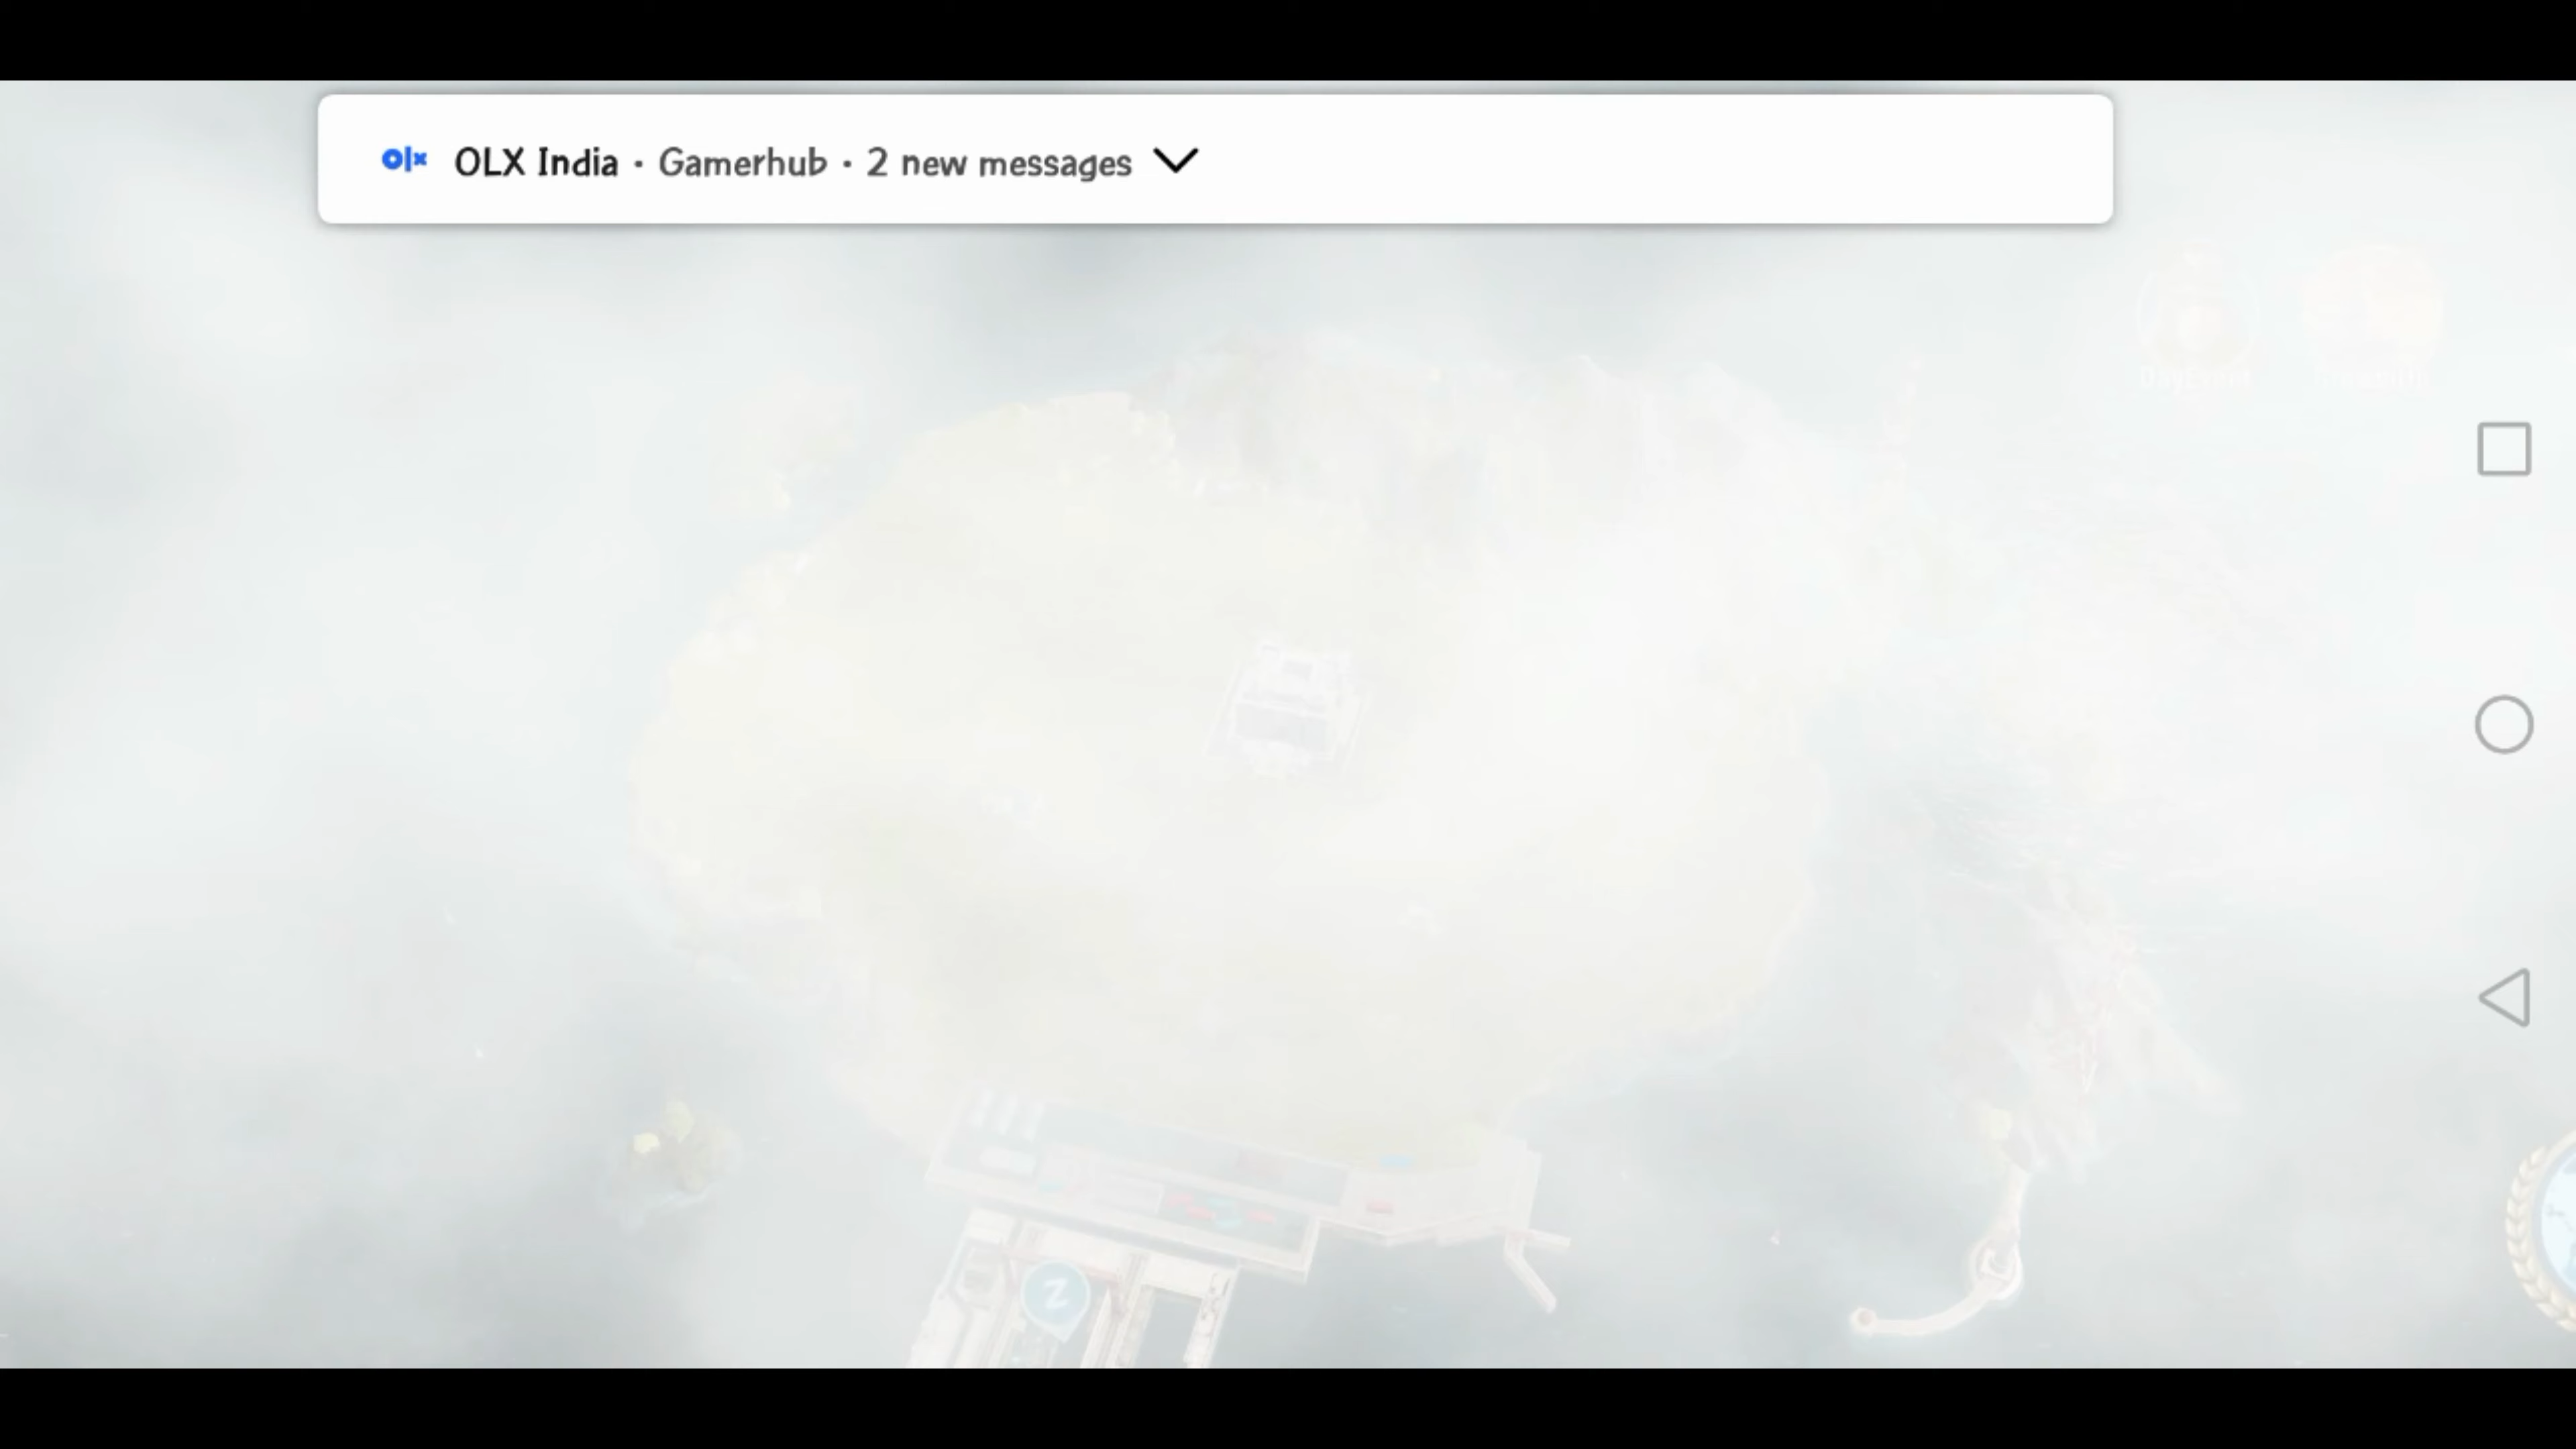 olx OLX India • Gamerhub • 2 new messages
Z